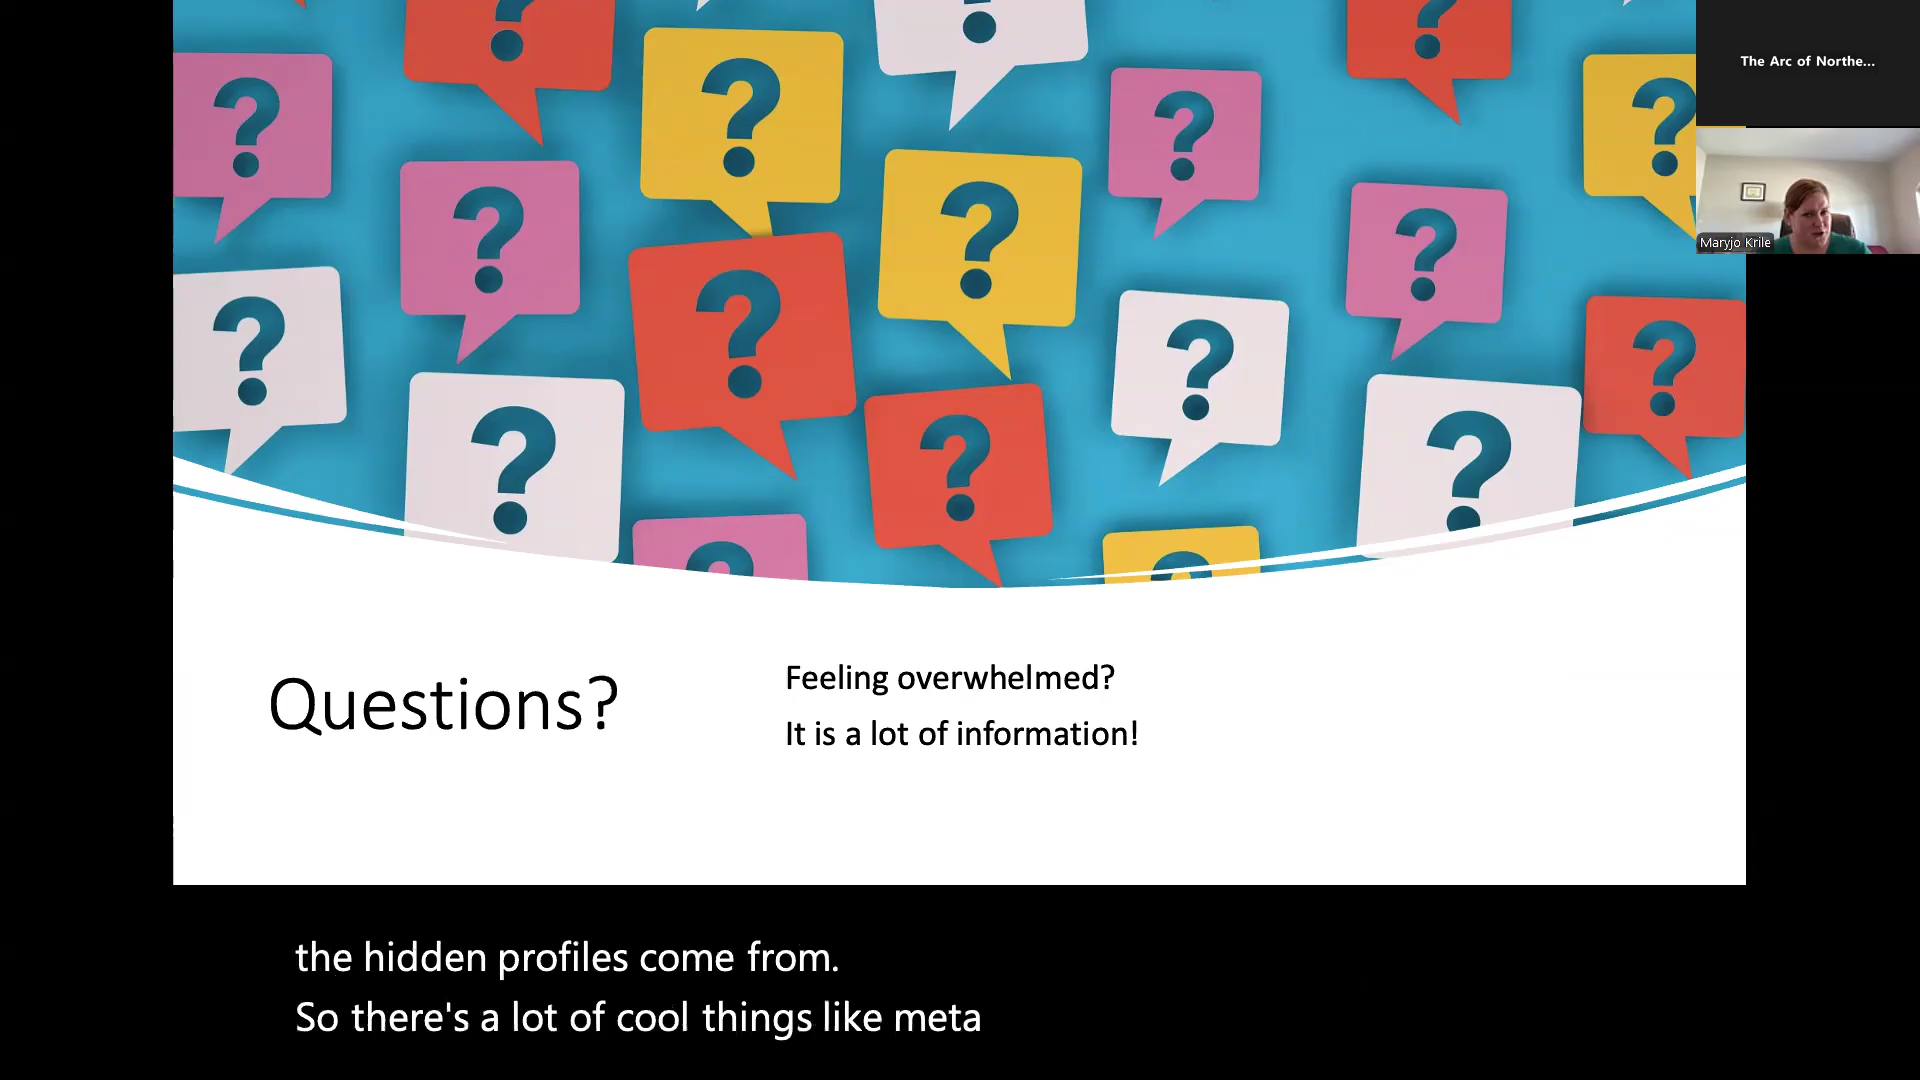 The Arc of Northe...
Maryjo Krile
Questions?
Feeling overwhelmed?
It is a lot of information!
the hidden profiles come from.
So there's a lot of cool things like meta